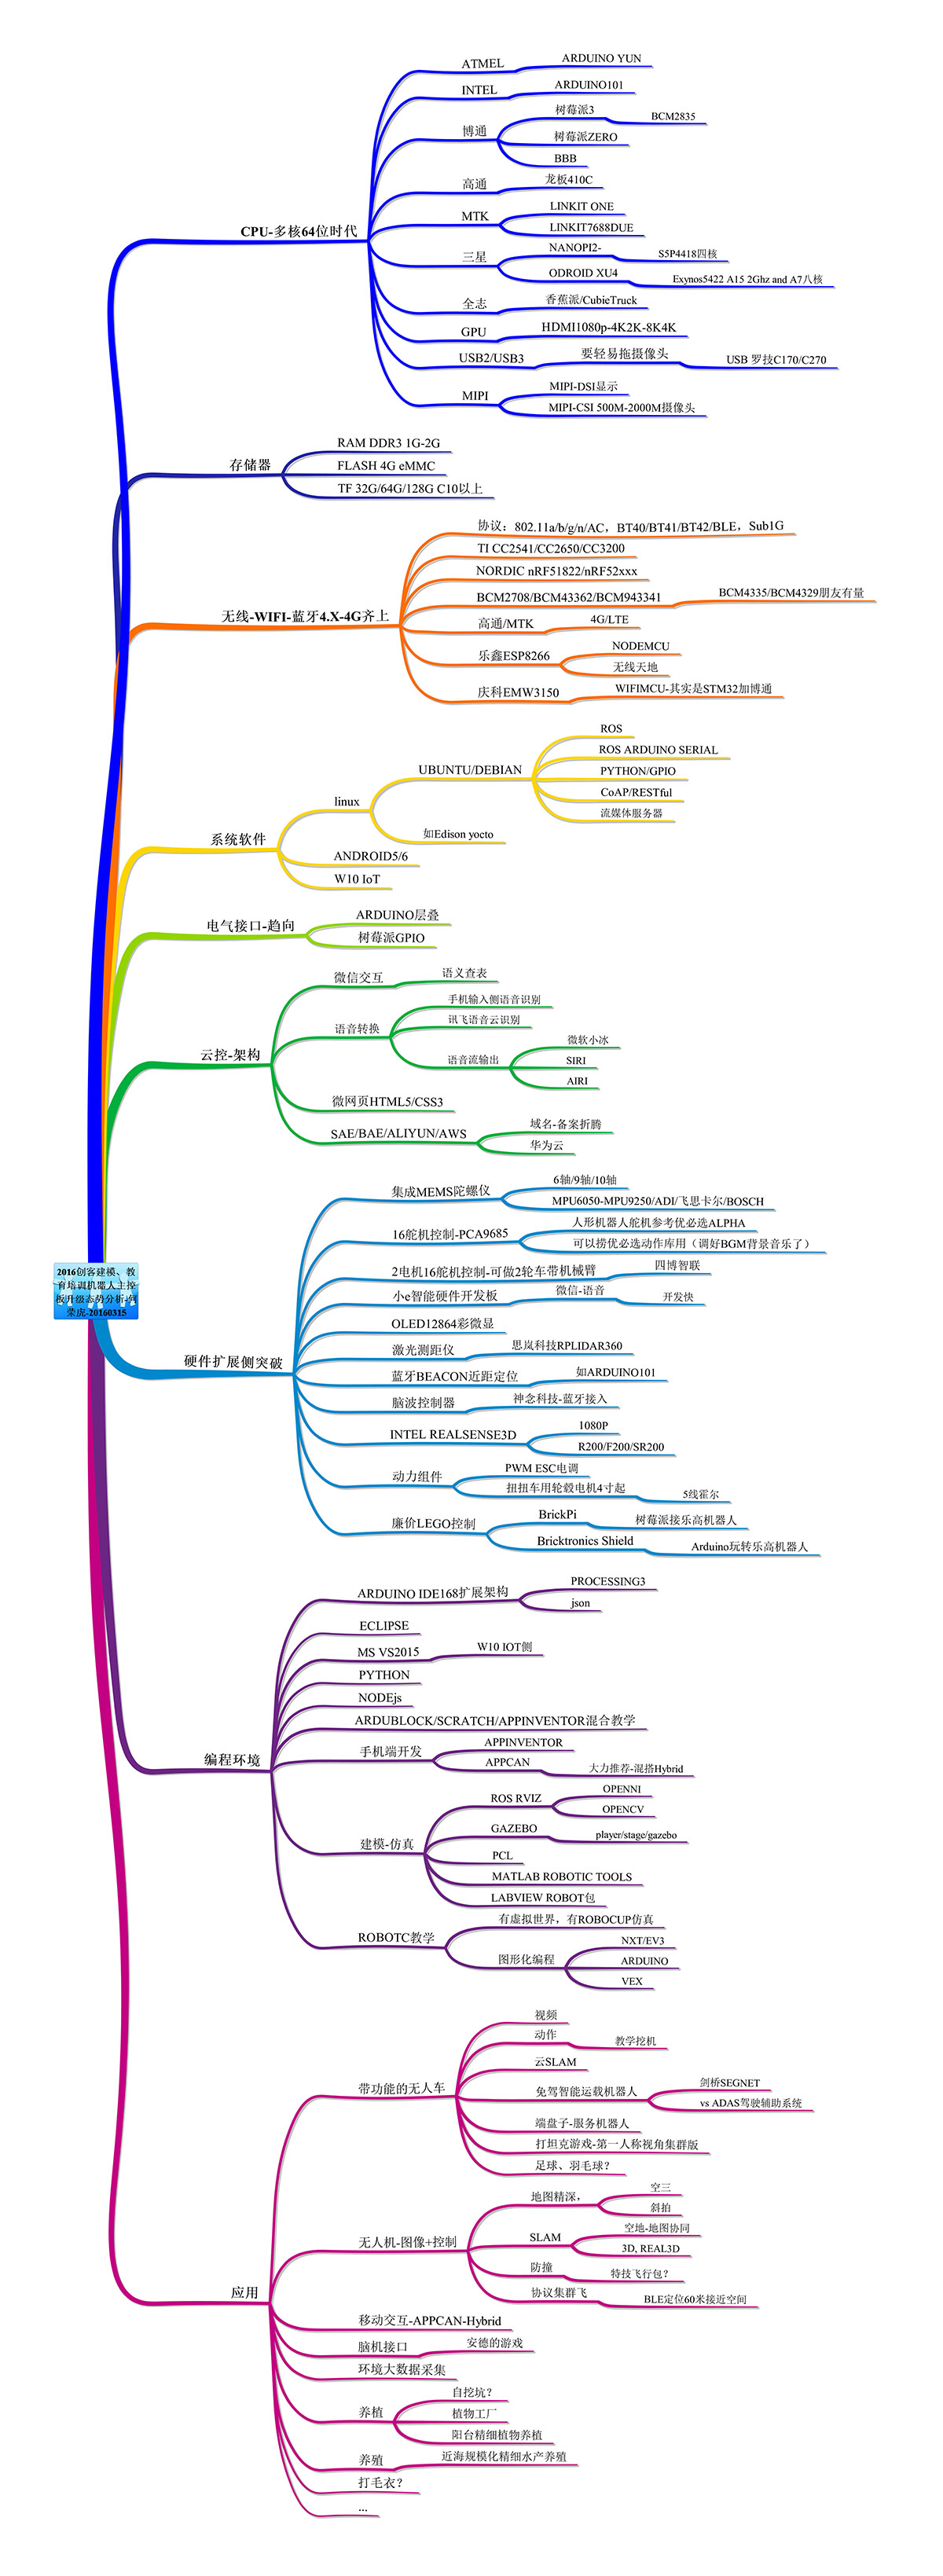 CPU-多核64位时代
ATMEL
ARDUINO YUN
INTEL
ARDUINO101
博通
树莓派3
BCM2835
树莓派ZERO
BBB
高通
龙板410C
MTK
LINKIT ONE
LINKIT7688DUE
三星
NANOPI2-
S5P4418四核
ODROID XU4
Exynos5422 A15 2Ghz and A7八核
全志
香蕉派/CubieTruck
GPU
HDMI1080p-4K2K-8K4K
USB2/USB3
要轻易拖摄像头
USB 罗技C170/C270
MIPI
MIPI-DSI显示
MIPI-CSI 500M-2000M摄像头
存储器
RAM DDR3 1G-2G
FLASH 4G eMMC
TF 32G/64G/128G C10以上
无线-WIFI-蓝牙4.X-4G齐上
协议：802.11a/b/g/n/AC，BT40/BT41/BT42/BLE，Sub1G
TI CC2541/CC2650/CC3200
NORDIC nRF51822/nRF52xxx
BCM2708/BCM43362/BCM943341
BCM4335/BCM4329朋友有量
高通/MTK
4G/LTE
乐鑫ESP8266
NODEMCU
无线天地
庆科EMW3150
WIFIMCU-其实是STM32加博通
系统软件
linux
UBUNTU/DEBIAN
ROS
ROS ARDUINO SERIAL
PYTHON/GPIO
CoAP/RESTful
流媒体服务器
如Edison yocto
ANDROID5/6
W10 IoT
电气接口-趋向
ARDUINO层叠
树莓派GPIO
云控-架构
微信交互
语义查表
语音转换
手机输入侧语音识别
讯飞语音云识别
语音流输出
微软小冰
SIRI
AIRI
微网页HTML5/CSS3
SAE/BAE/ALIYUN/AWS
域名-备案折腾
华为云
2016创客建模、教
育培训机器人主控
板升级态势分析-何
荣虎-20160315
硬件扩展侧突破
集成MEMS陀螺仪
6轴/9轴/10轴
MPU6050-MPU9250/ADI/飞思卡尔/BOSCH
16舵机控制-PCA9685
人形机器人舵机参考优必选ALPHA
可以捞优必选动作库用（调好BGM背景音乐了）
2电机16舵机控制-可做2轮车带机械臂
四博智联
小e智能硬件开发板
微信-语音
开发快
OLED12864彩微显
激光测距仪
思岚科技RPLIDAR360
蓝牙BEACON近距定位
如ARDUINO101
脑波控制器
神念科技-蓝牙接入
INTEL REALSENSE3D
1080P
R200/F200/SR200
动力组件
PWM ESC电调
扭扭车用轮毂电机4寸起
5线霍尔
廉价LEGO控制
BrickPi
树莓派接乐高机器人
Bricktronics Shield
Arduino玩转乐高机器人
编程环境
ARDUINO IDE168扩展架构
PROCESSING3
json
ECLIPSE
MS VS2015
W10 IOT侧
PYTHON
NODEjs
ARDUBLOCK/SCRATCH/APPINVENTOR混合教学
手机端开发
APPINVENTOR
APPCAN
大力推荐-混搭Hybrid
建模-仿真
ROS RVIZ
OPENNI
OPENCV
GAZEBO
player/stage/gazebo
PCL
MATLAB ROBOTIC TOOLS
LABVIEW ROBOT包
ROBOTC教学
有虚拟世界，有ROBOCUP仿真
图形化编程
NXT/EV3
ARDUINO
VEX
应用
带功能的无人车
视频
动作
教学挖机
云SLAM
免驾智能运载机器人
剑桥SEGNET
vs ADAS驾驶辅助系统
端盘子-服务机器人
打坦克游戏-第一人称视角集群版
足球、羽毛球？
无人机-图像+控制
地图精深，
空三
斜拍
SLAM
空地-地图协同
3D, REAL3D
防撞
特技飞行包？
协议集群飞
BLE定位60米接近空间
移动交互-APPCAN-Hybrid
脑机接口
安德的游戏
环境大数据采集
养植
自挖坑？
植物工厂
阳台精细植物养植
养殖
近海规模化精细水产养殖
打毛衣？
...